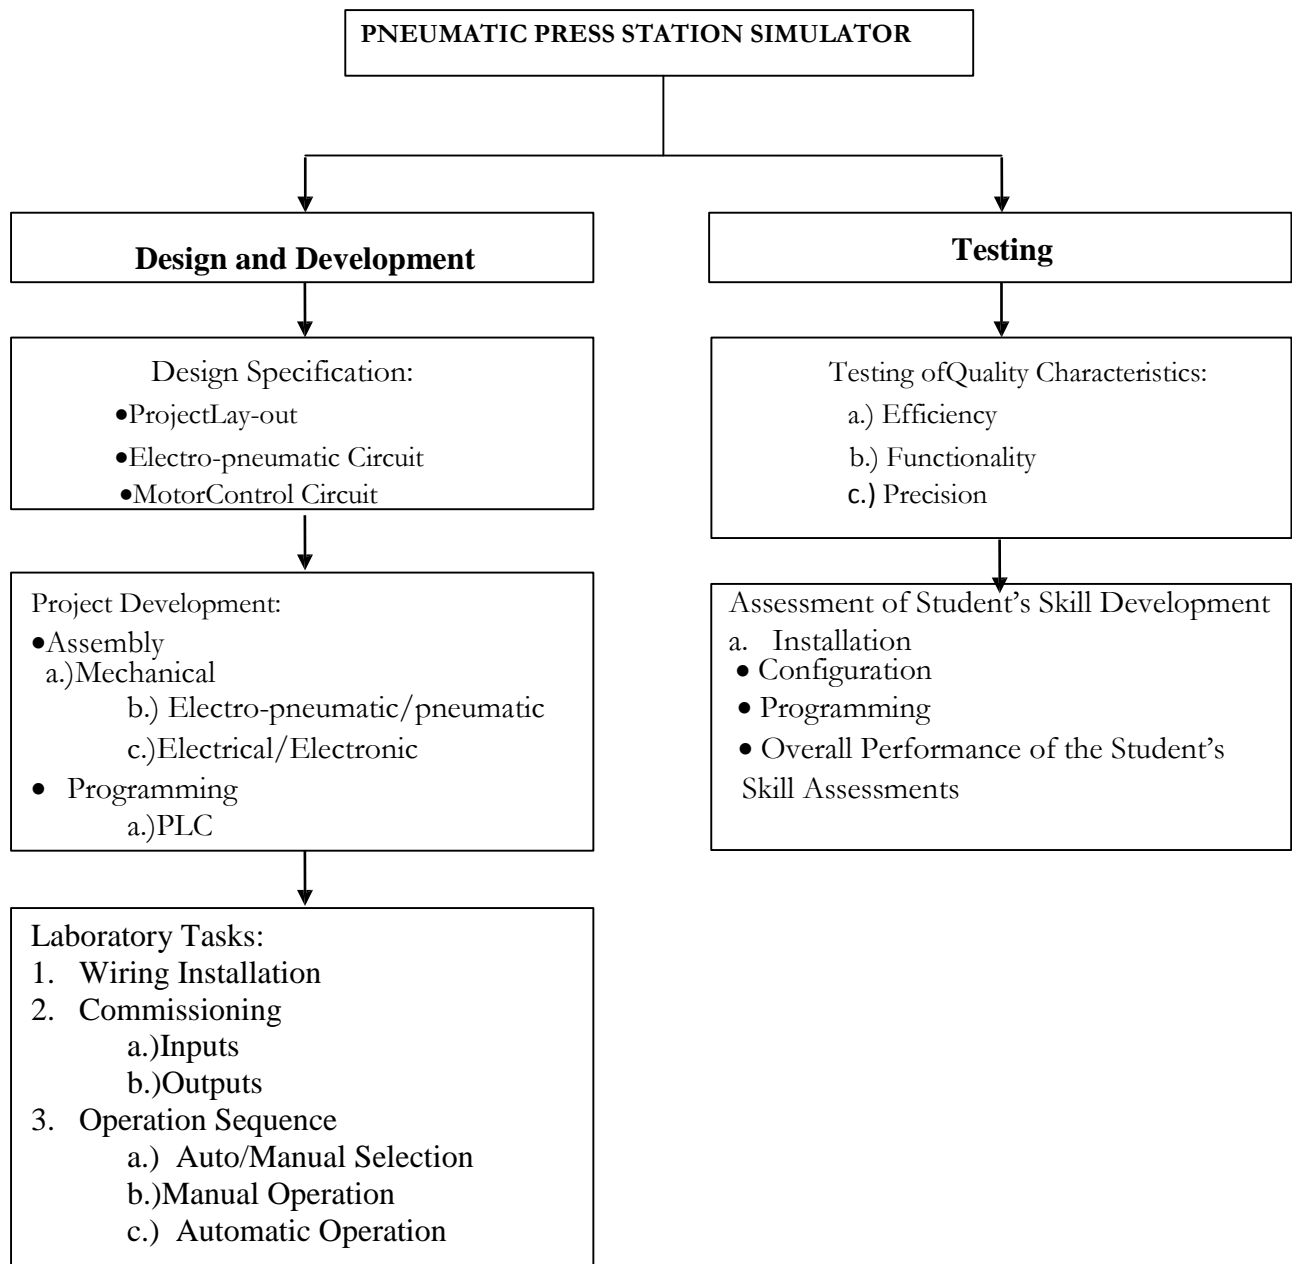 PNEUMATIC PRESS STATION SIMULATOR
Design and Development
Design Specification:
•ProjectLay-out
•Electro-pneumatic Circuit
•MotorControl Circuit
Project Development:
•Assembly
a.)Mechanical
b.) Electro-pneumatic/pneumatic
c.)Electrical/Electronic
• Programming
a.)PLC
Laboratory Tasks:
1. Wiring Installation
2. Commissioning
a.)Inputs
b.)Outputs
3. Operation Sequence
a.) Auto/Manual Selection
b.)Manual Operation
c.) Automatic Operation
Testing
Testing ofQuality Characteristics:
a.) Efficiency
b.) Functionality
c.) Precision
Assessment of Student’s Skill Development
a. Installation
• Configuration
• Programming
• Overall Performance of the Student’s
Skill Assessments